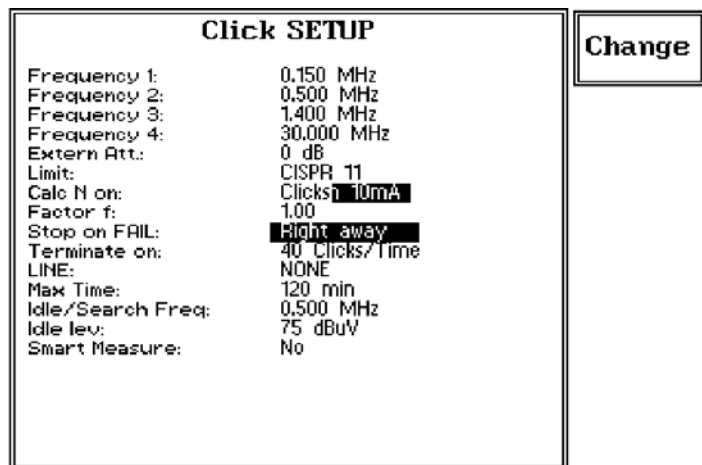 Click SETUP
Change
Frequency 1: 0.150 MHz
Frequency 2: 0.500 MHz
Frequency 3: 1.400 MHz
Frequency 4: 30.000 MHz
Extern Att.: 0 dB
Limit: CISPR 11
Calc N on: Clicks 10mA
Factor f: 1.00
Stop on FAIL: Right away
Terminate on: 40 Clicks/Time
LINE: NONE
Max Time: 120 min
Idle/Search Freq: 0.500 MHz
Idle lev: 75 dBuV
Smart Measure: No